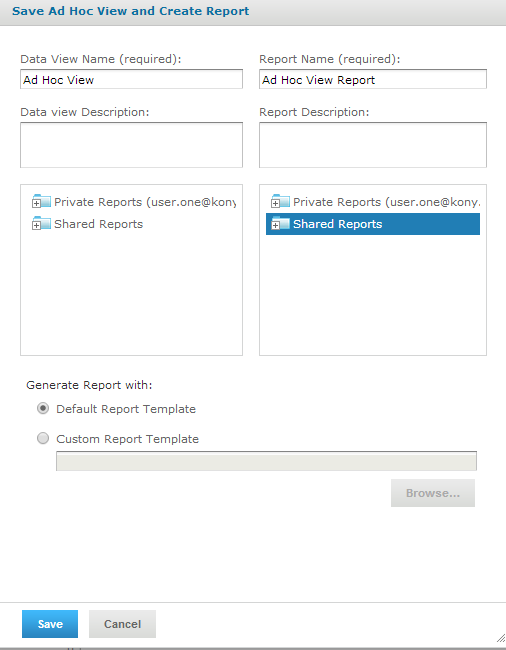 Save Ad Hoc View and Create Report
Data View Name (required):
Report Name (required):
Ad Hoc View
Ad Hoc View Report
Data view Description:
Report Description:
Private Reports (user.one@kony
Private Reports (user.one@kony.
Shared Reports
Shared Reports
Generate Report with:
Default Report Template
Custom Report Template
Browse...
Save
Cancel